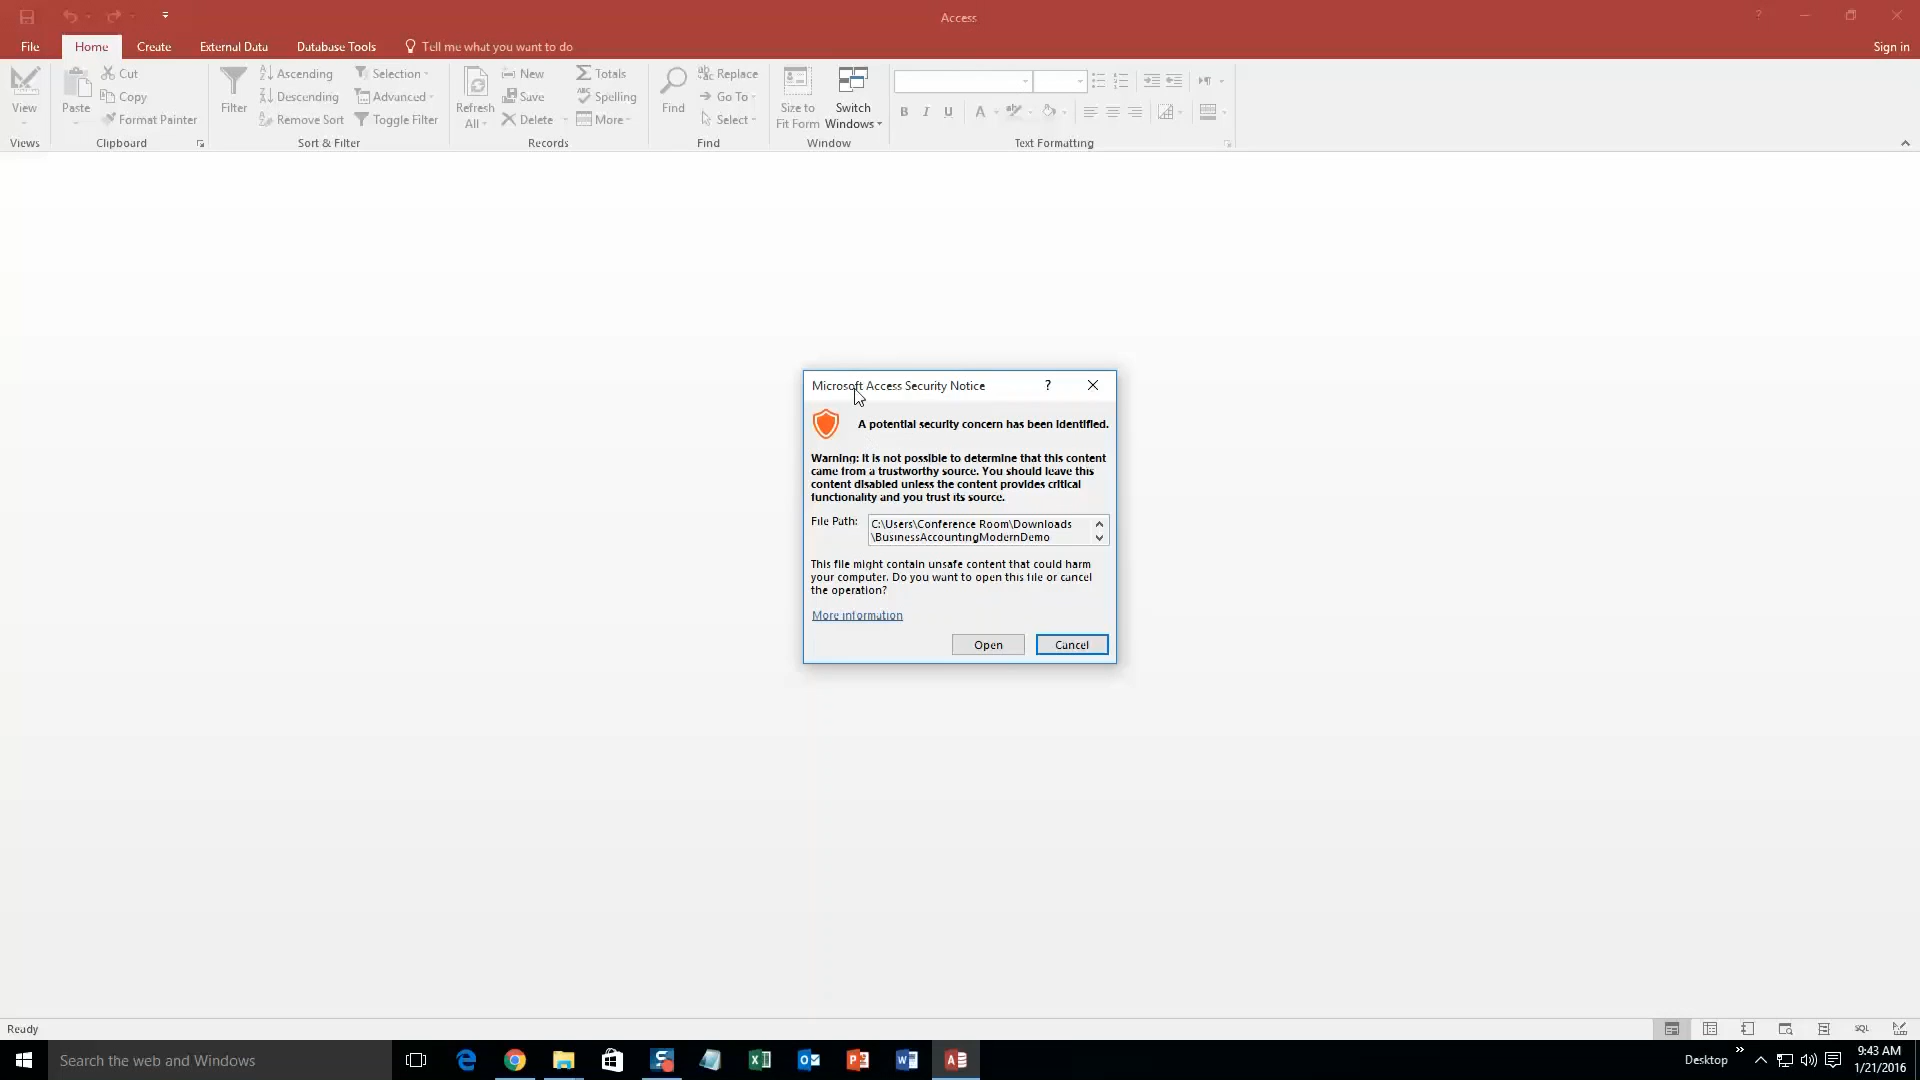 Access
File Home Create External Data Database Tools Tell me what you want to do Sign in
View
Views
Paste
Cut
Copy
Format Painter
Clipboard
Filter
Ascending
Descending
Remove Sort
Selection
Advanced
Toggle Filter
Sort & Filter
Refresh
All
New
Save
Delete
Totals
Spelling
More
Records
Find
Replace
Go To
Select
Find
Size to
Fit Form
Switch
Windows
Window
B I U A
Text Formatting
Microsoft Access Security Notice ?
A potential security concern has been identified.
Warning: It is not possible to determine that this content
came from a trustworthy source. You should leave this
content disabled unless the content provides critical
functionality and you trust its source.
File Path: C:\Users\Conference Room\Downloads
\BusinessAccountingModernDemo
This file might contain unsafe content that could harm
your computer. Do you want to open this file or cancel
the operation?
More information
Open Cancel
Ready
SQL
Search the web and Windows
Desktop
9:43 AM
1/21/2016